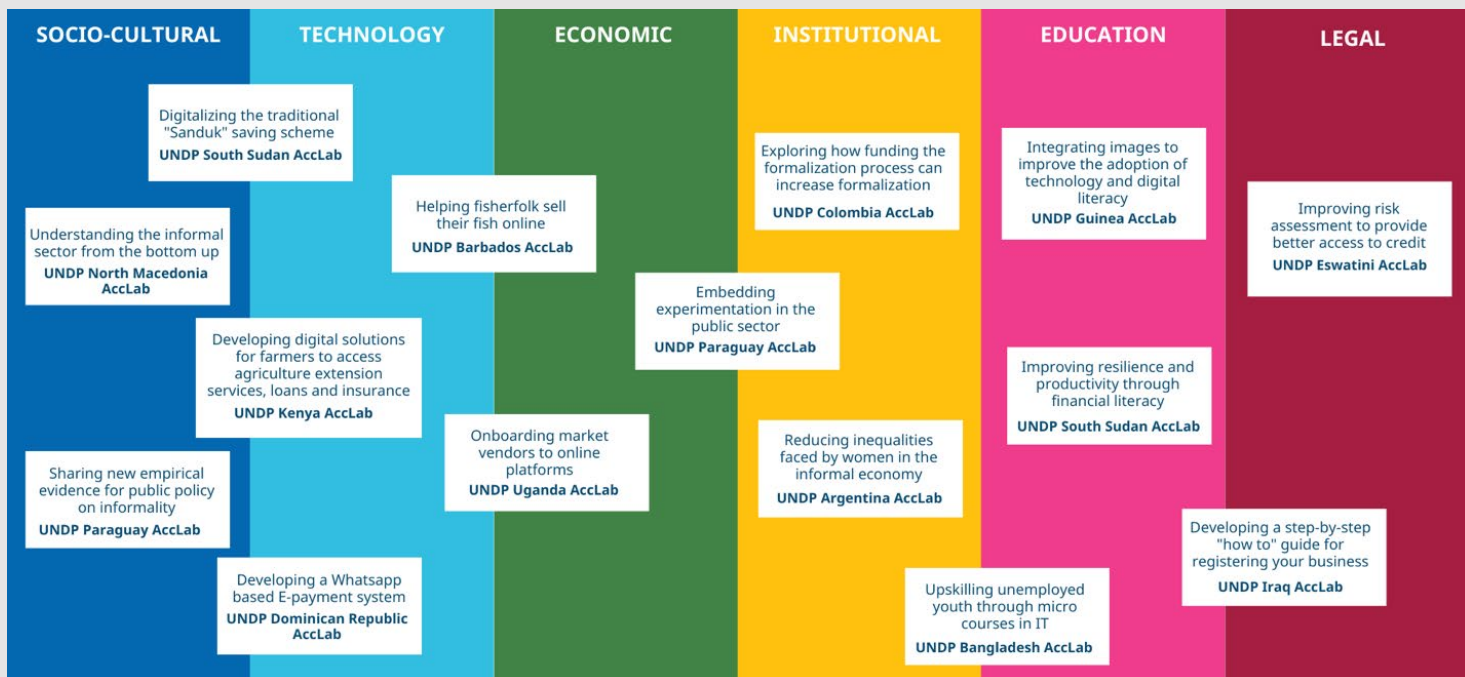 SOCIO-CULTURAL
TECHNOLOGY
ECONOMIC
INSTITUTIONAL
EDUCATION
LEGAL
Digitalizing the traditional
"Sanduk" saving scheme
UNDP South Sudan AccLab
Understanding the informal
sector from the bottom up
UNDP North Macedonia
AccLab
Developing digital solutions
for farmers to access
agriculture extension
services, loans and insurance
UNDP Kenya AccLab
Sharing new empirical
evidence for public policy
on informality
UNDP Paraguay AccLab
Developing a Whatsapp
based E-payment system
UNDP Dominican Republic
AccLab
Helping fisherfolk sell
their fish online
UNDP Barbados AccLab
Onboarding market
vendors to online
platforms
UNDP Uganda AccLab
Embedding
experimentation in the
public sector
UNDP Paraguay AccLab
Exploring how funding the
formalization process can
increase formalization
UNDP Colombia AccLab
Reducing inequalities
faced by women in the
informal economy
UNDP Argentina AccLab
Upskilling unemployed
youth through micro
courses in IT
UNDP Bangladesh AccLab
Integrating images to
improve the adoption of
technology and digital
literacy
UNDP Guinea AccLab
Improving resilience and
productivity through
financial literacy
UNDP South Sudan AccLab
Improving risk
assessment to provide
better access to credit
UNDP Eswatini AccLab
Developing a step-by-step
"how to" guide for
registering your business
UNDP Iraq AccLab